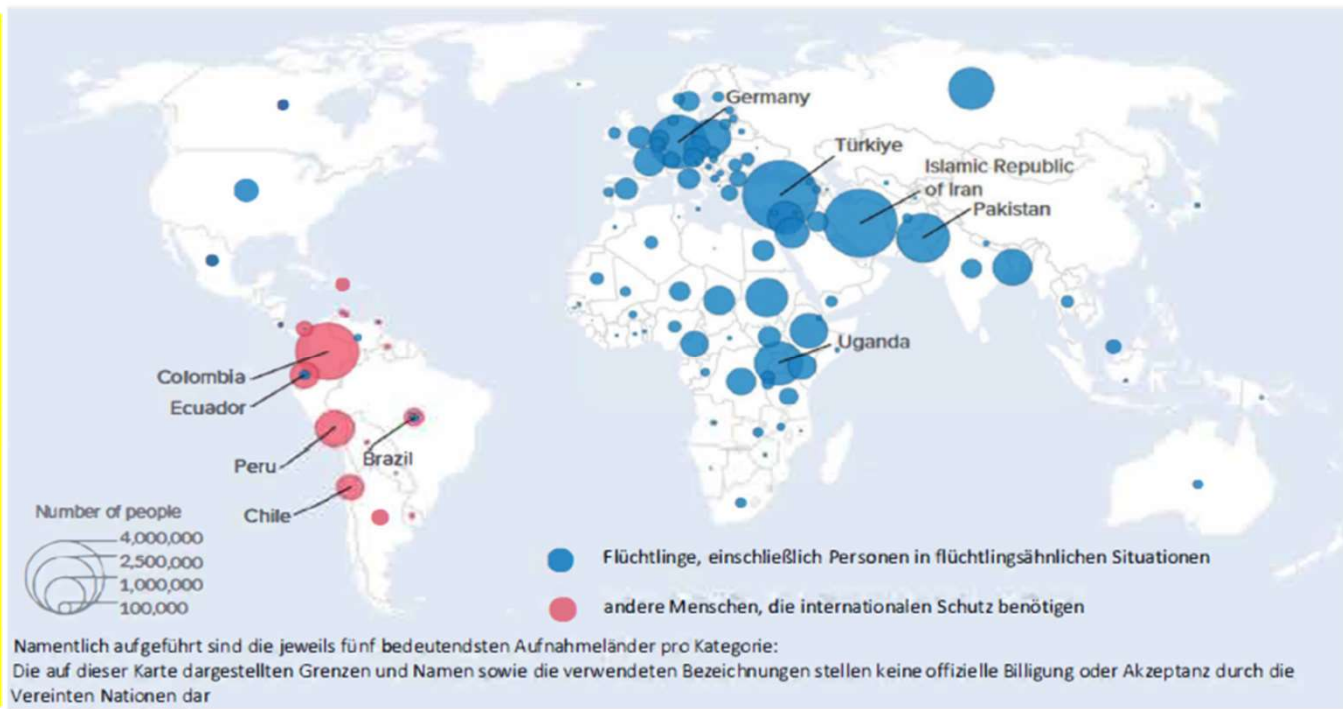 Germany
Türkiye
Islamic Republic
of Iran
Pakistan
Uganda
Colombia
Ecuador
Peru
Brazil
Chile
Number of people
4,000,000
2,500,000
1,000,000
100,000
Flüchtlinge, einschließlich Personen in flüchtlingsähnlichen Situationen
andere Menschen, die internationalen Schutz benötigen
Namentlich aufgeführt sind die jeweils fünf bedeutendsten Aufnahmeländer pro Kategorie:
Die auf dieser Karte dargestellten Grenzen und Namen sowie die verwendeten Bezeichnungen stellen keine offizielle Billigung oder Akzeptanz durch die
Vereinten Nationen dar